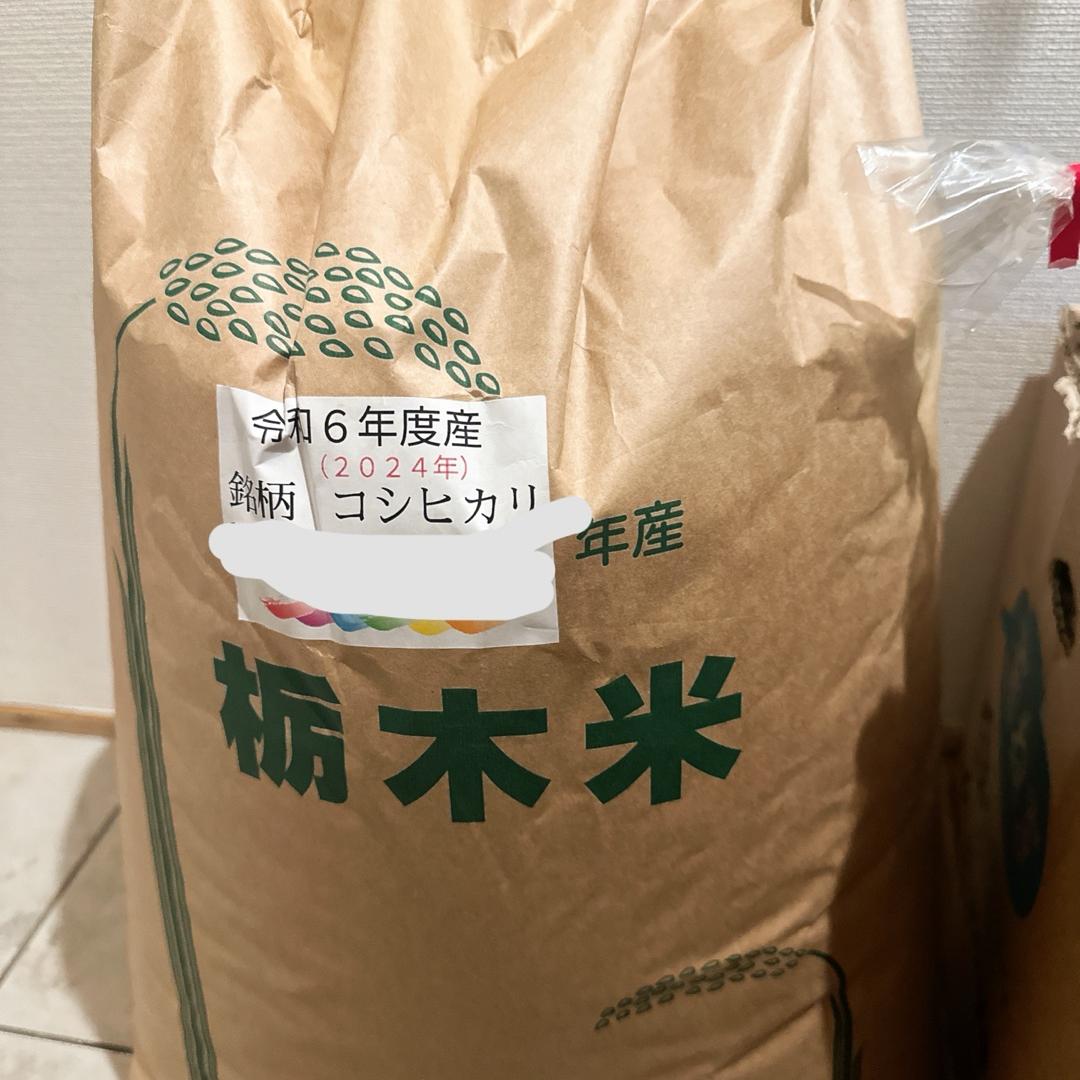 令和６年度産
（２０２４年）
銘柄　コシヒカリ
年産
栃木米